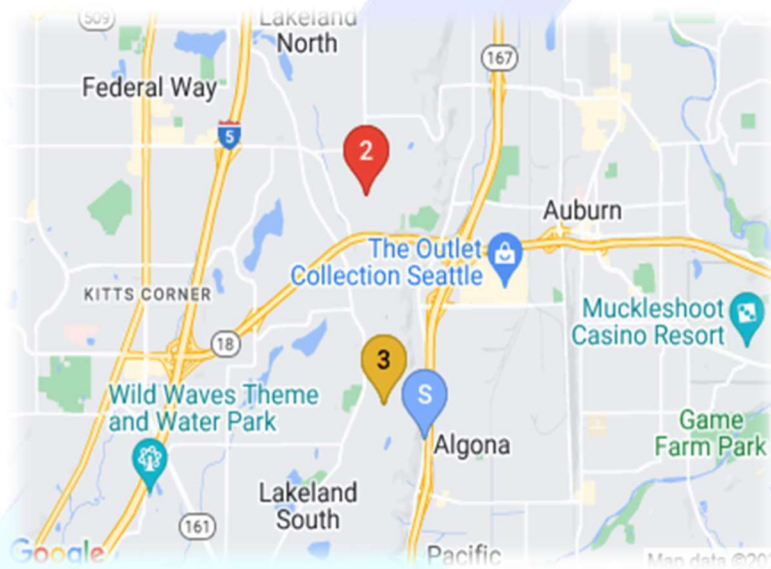 509
Lakeland
North
167
Federal Way
5
2
Auburn
The Outlet
Collection Seattle
KITTS CORNER
Muckleshoot
Casino Resort
18
3
S
Wild Waves Theme
and Water Park
Game
Farm Park
Algona
Lakeland
South
161
Google
Pacific
Map data ©20